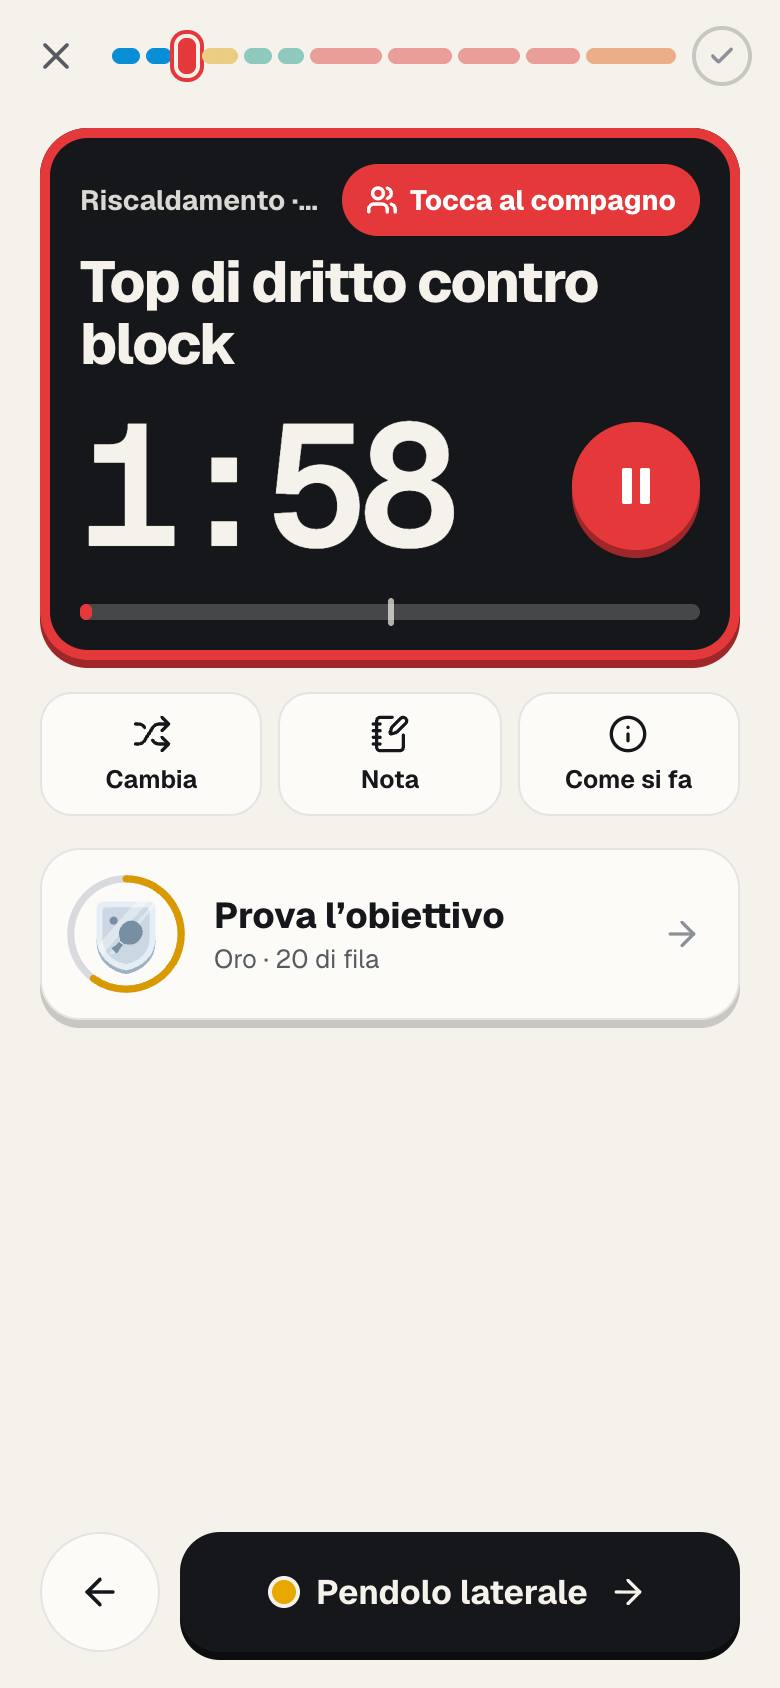 Riscaldamento ·...
Tocca al compagno
Top di dritto contro
block
1:58
Cambia
Nota
Come si fa
Prova l’obiettivo
Oro · 20 di fila
Pendolo laterale